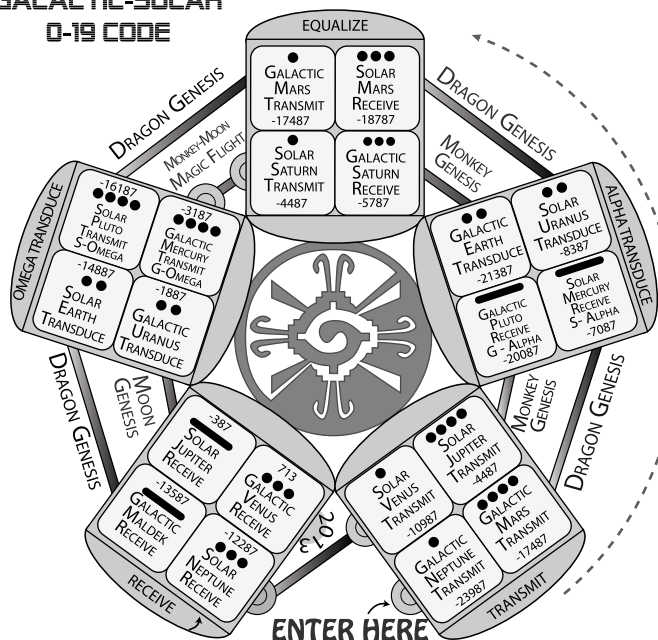 GALACTIC-SOLAR
0-19 CODE
EQUALIZE
GALACTIC
MARS
TRANSMIT
-17487
SOLAR
MARS
RECEIVE
-18787
SOLAR
SATURN
TRANSMIT
-4487
GALACTIC
SATURN
RECEIVE
-5787
DRAGON GENESIS
MONKEY-MOON
MAGIC FLIGHT
DRAGON GENESIS
MONKEY
GENESIS
OMEGA TRANSDUCE
-16187
SOLAR
PLUTO
TRANSMIT
S-OMEGA
-3187
GALACTIC
MERCURY
TRANSMIT
G-OMEGA
-14887
SOLAR
EARTH
TRANSDUCE
-1887
GALACTIC
URANUS
TRANSDUCE
ALPHA TRANSDUCE
GALACTIC
EARTH
TRANSDUCE
-21387
SOLAR
URANUS
TRANSDUCE
-8387
GALACTIC
PLUTO
RECEIVE
G - ALPHA
-20087
SOLAR
MERCURY
RECEIVE
S- ALPHA
-7087
DRAGON GENESIS
MOON
GENESIS
MONKEY
GENESIS
DRAGON GENESIS
-387
SOLAR
JUPITER
RECEIVE
713
GALACTIC
VENUS
RECEIVE
-13587
GALACTIC
MALDEK
RECEIVE
-12287
SOLAR
NEPTUNE
RECEIVE
RECEIVE
2013
SOLAR
VENUS
TRANSMIT
-10987
SOLAR
JUPITER
TRANSMIT
-4487
GALACTIC
NEPTUNE
TRANSMIT
-23987
GALACTIC
MARS
TRANSMIT
-17487
TRANSMIT
ENTER HERE